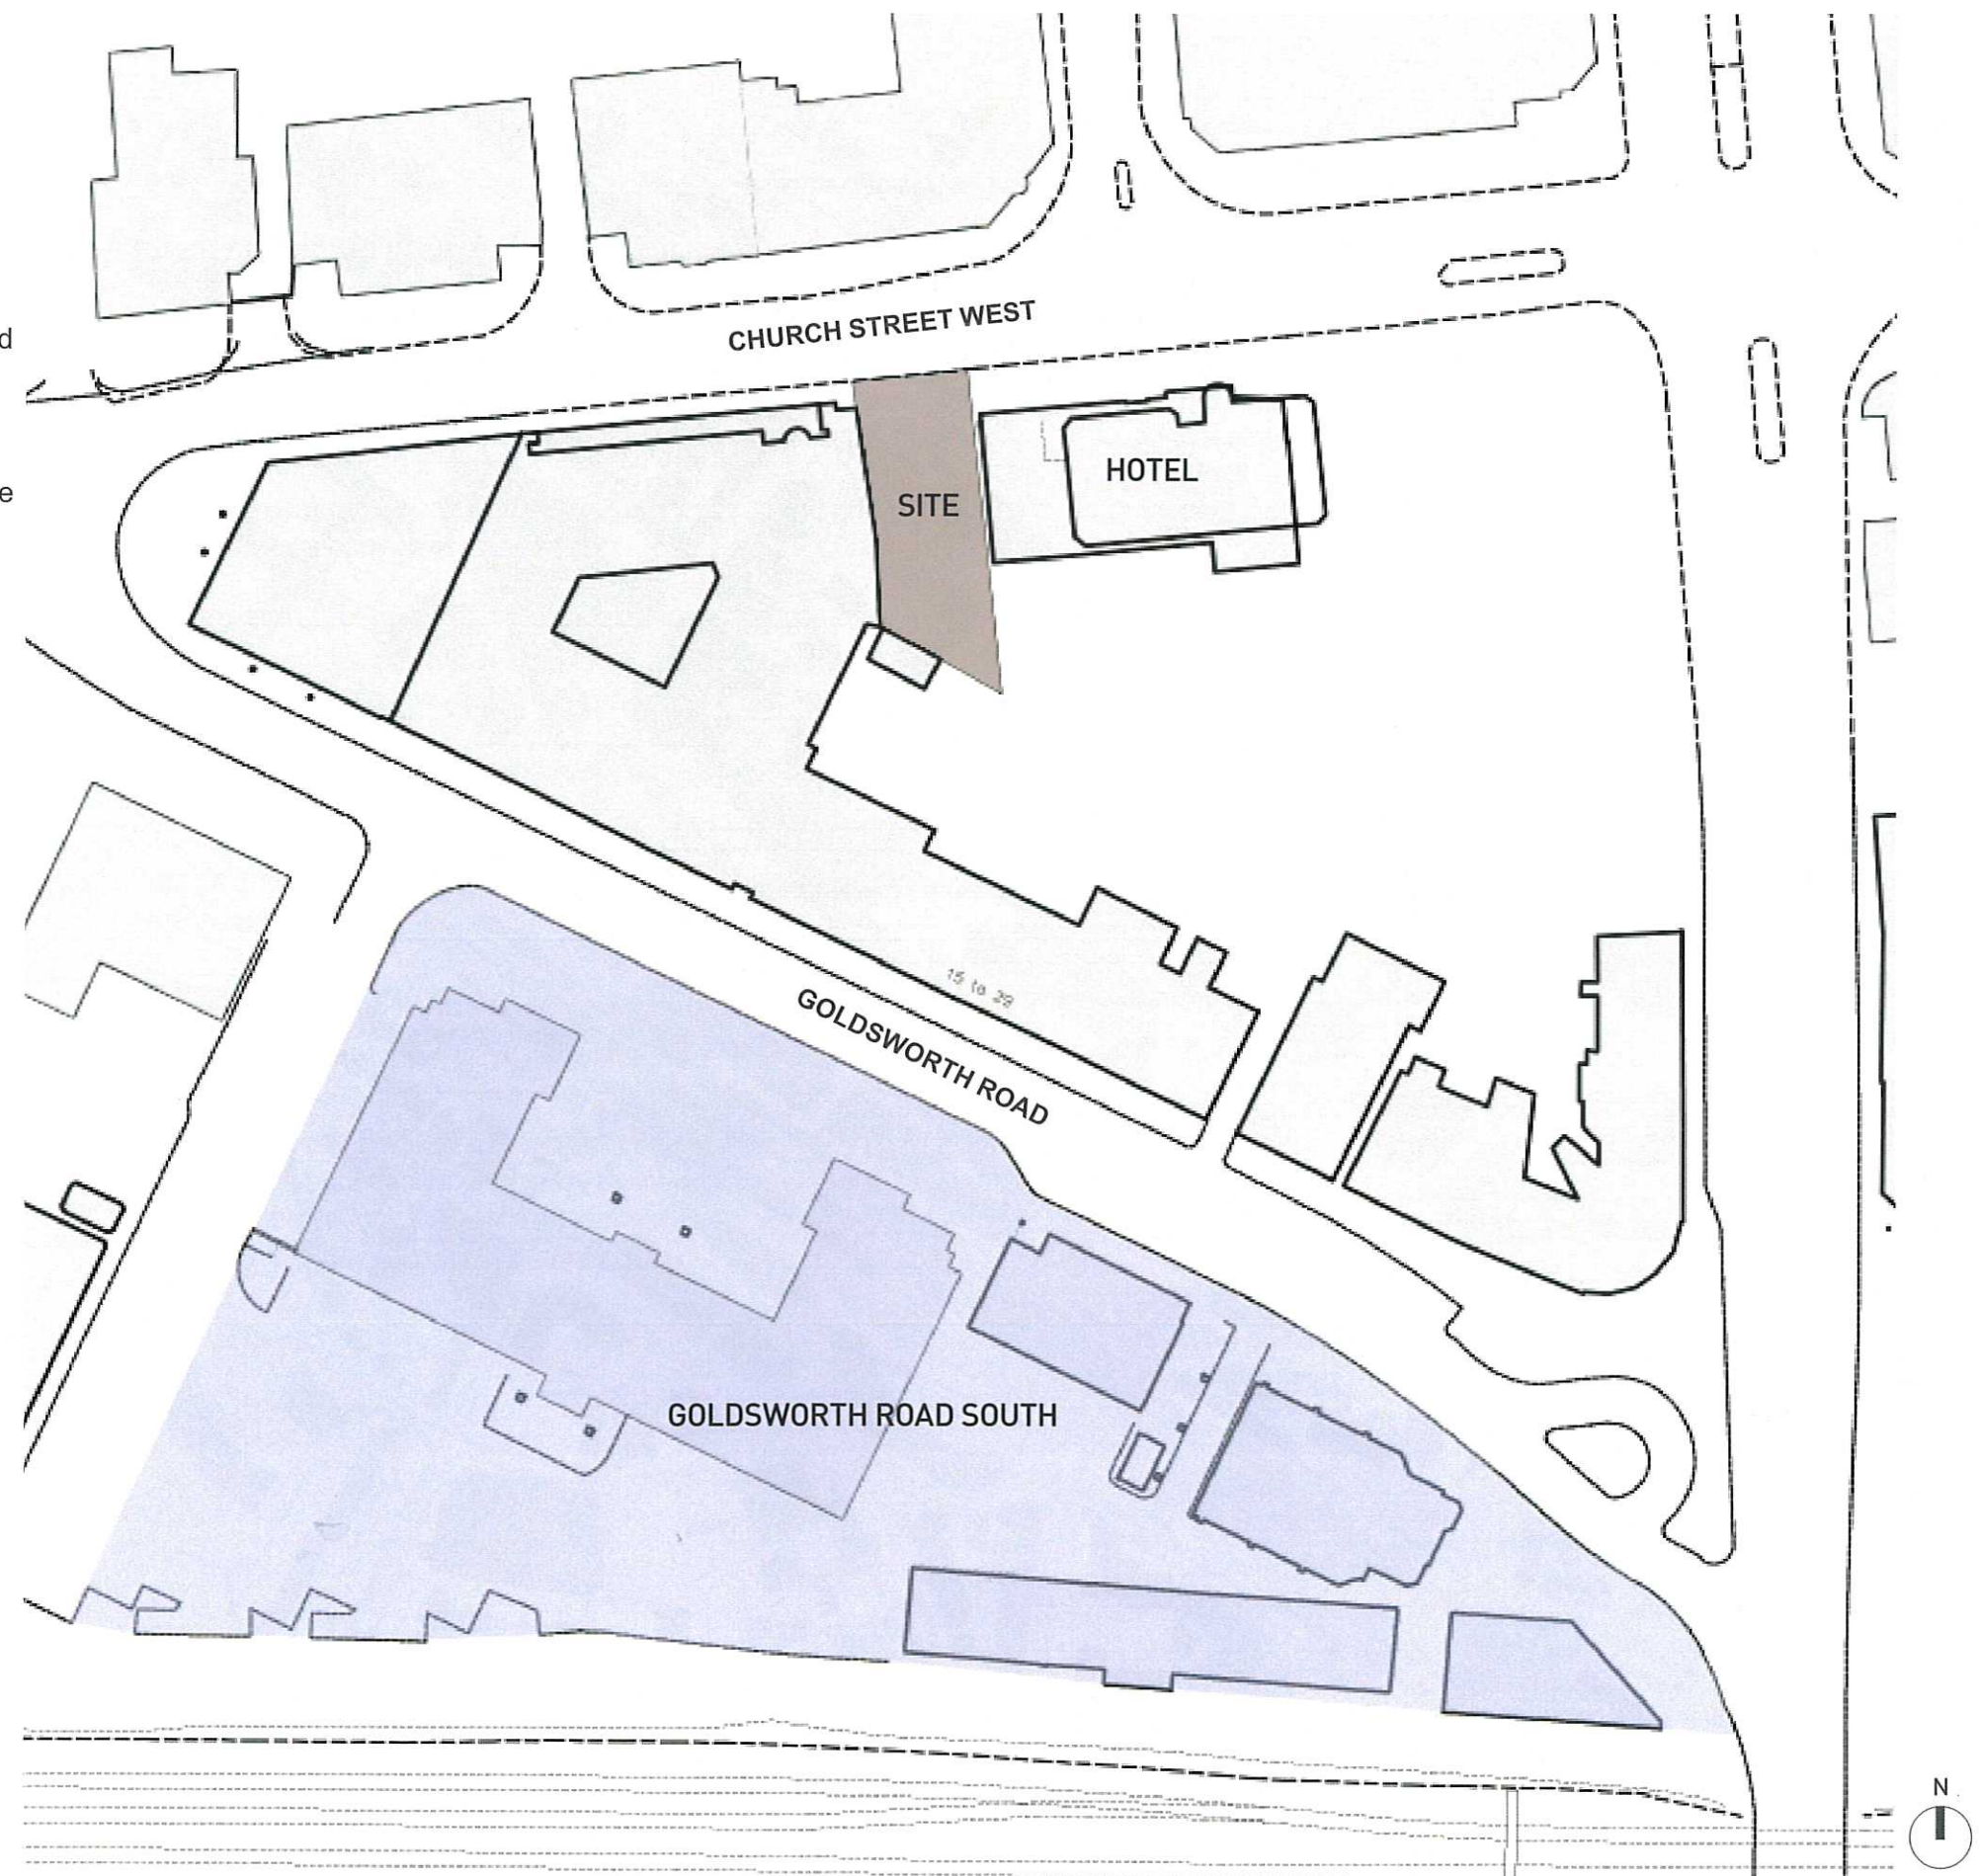 d
CHURCH STREET WEST
HOTEL
e
SITE
15 to 29
GOLDSWORTH ROAD
GOLDSWORTH ROAD SOUTH
N